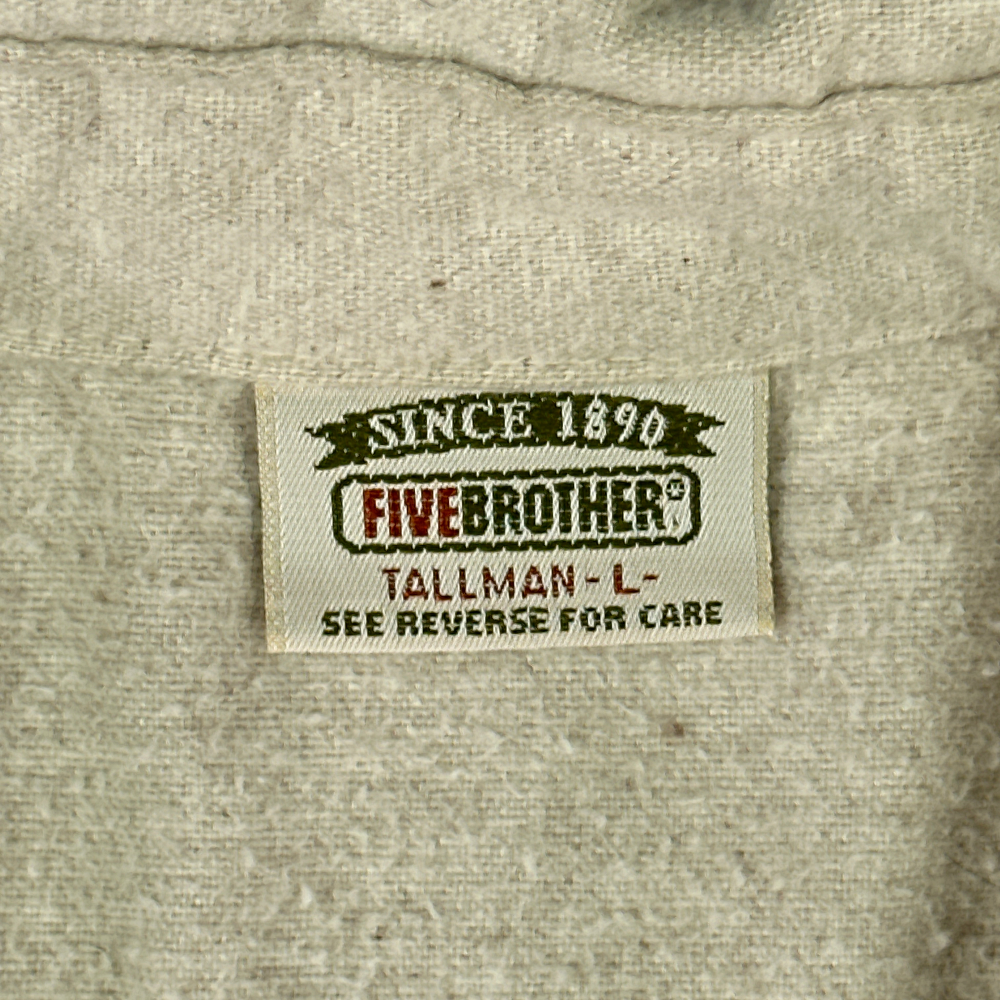 SINCE 1890
FIVEBROTHER®
TALLMAN - L -
SEE REVERSE FOR CARE